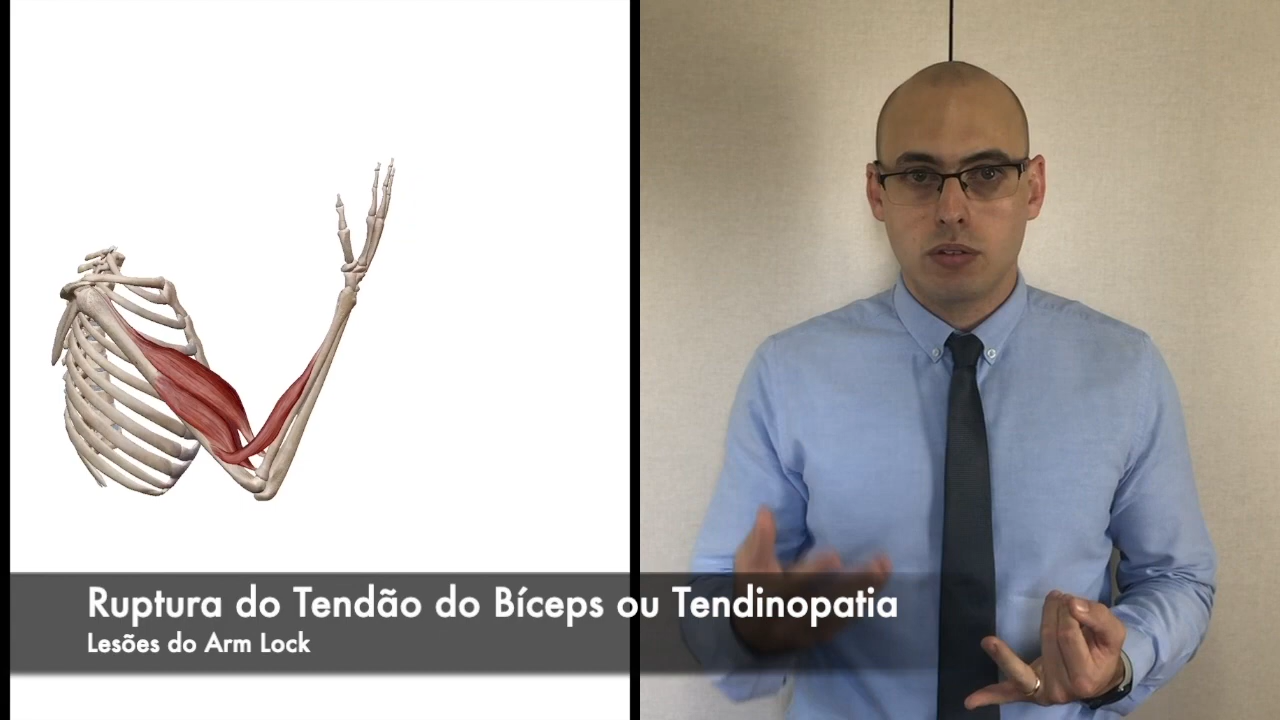 Ruptura do Tendão do Bíceps ou Tendinopatia
Lesões do Arm Lock